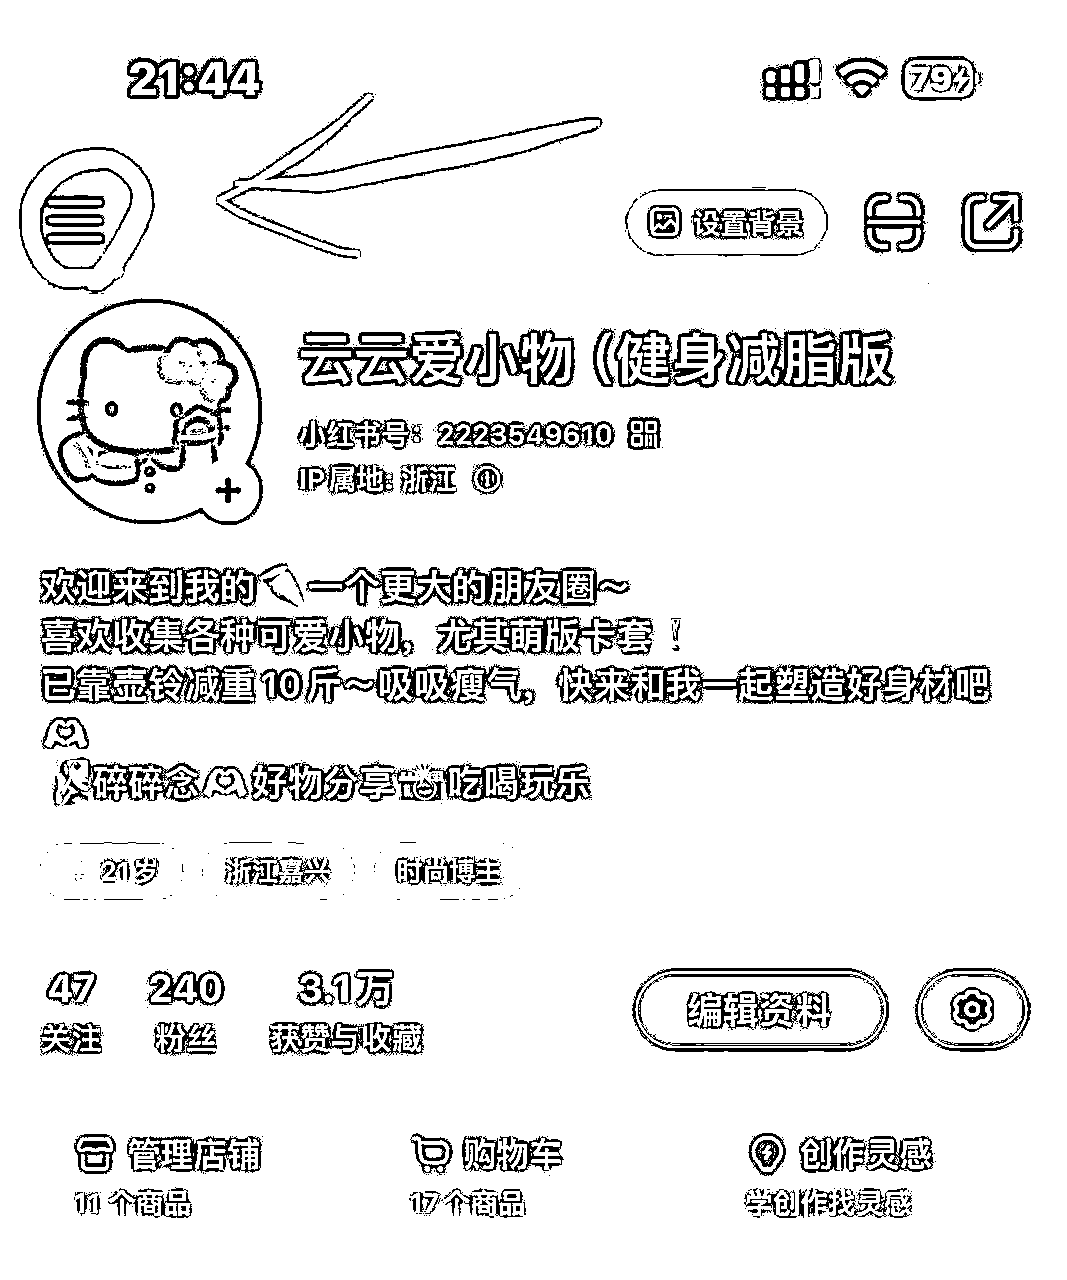 21:44
79
设置背景
云云爱小物（健身减脂版
小红书号：2223549610
IP属地：浙江
欢迎来到我的一个更大的朋友圈～
喜欢收集各种可爱小物，尤其萌版卡套！
已靠壶铃减重10斤～吸吸瘦气，快来和我一起塑造好身材吧
碎碎念 好物分享 吃喝玩乐
21岁 浙江嘉兴 时尚博主
47 240 3.1万
关注 粉丝 获赞与收藏
编辑资料
管理店铺 购物车 创作灵感
11 个商品 17个商品 学创作找灵感